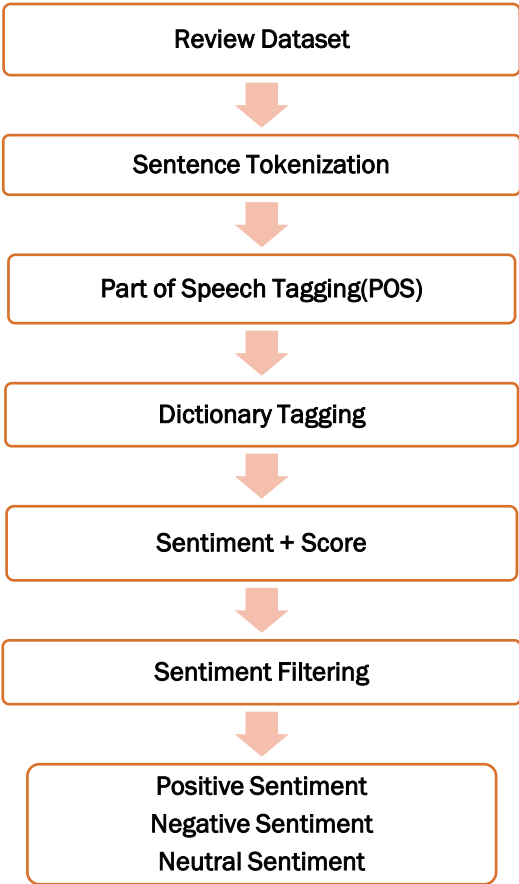 Review Dataset
Sentence Tokenization
Part of Speech Tagging(POS)
Dictionary Tagging
Sentiment + Score
Sentiment Filtering
Positive Sentiment
Negative Sentiment
Neutral Sentiment